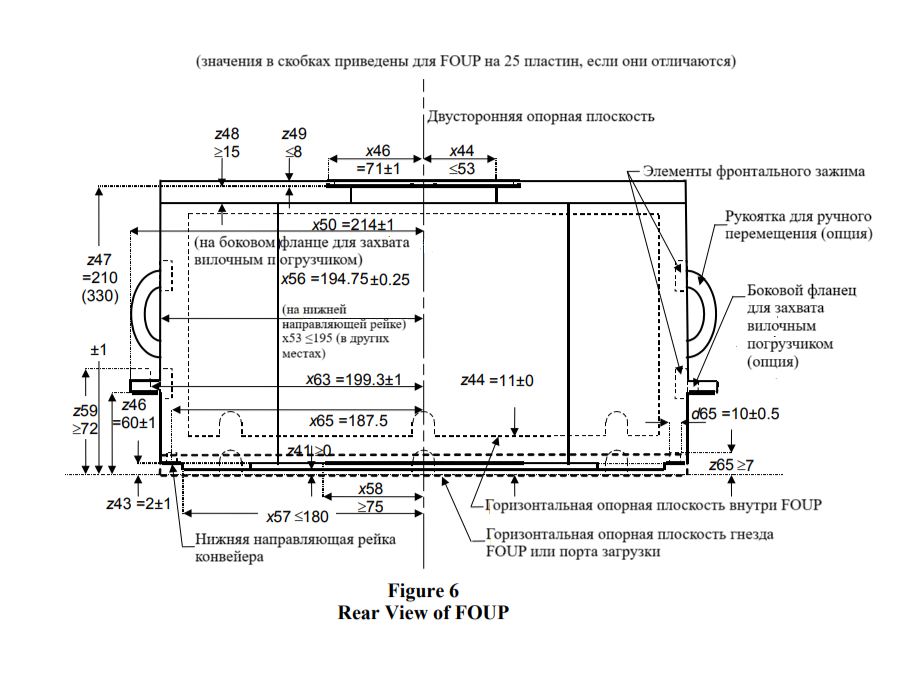 (значения в скобках приведены для FOUP на 25 пластин, если они отличаются)
Двусторонняя опорная плоскость
z48
≥15
z49
≤8
x46
=71±1
x44
≤53
Элементы фронтального зажима
x50 =214±1
(на боковом фланце для захвата
вилочным погрузчиком)
Рукоятка для ручного
перемещения (опция)
z47
=210
(330)
±1
x56 =194.75±0.25
(на нижней
направляющей рейке)
x53 ≤195 (в других
местах)
Боковой фланец
для захвата
вилочным
погрузчиком
(опция)
x63 =199.3±1
z44 =11±0
z59
≥72
z46
=60±1
x65 =187.5
d65 =10±0.5
z41≥0
z65 ≥7
z43 =2±1
x58
≥75
x57 ≤180
Горизонтальная опорная плоскость внутри FOUP
Нижняя направляющая рейка
конвейера
Горизонтальная опорная плоскость гнезда
FOUP или порта загрузки
Figure 6
Rear View of FOUP